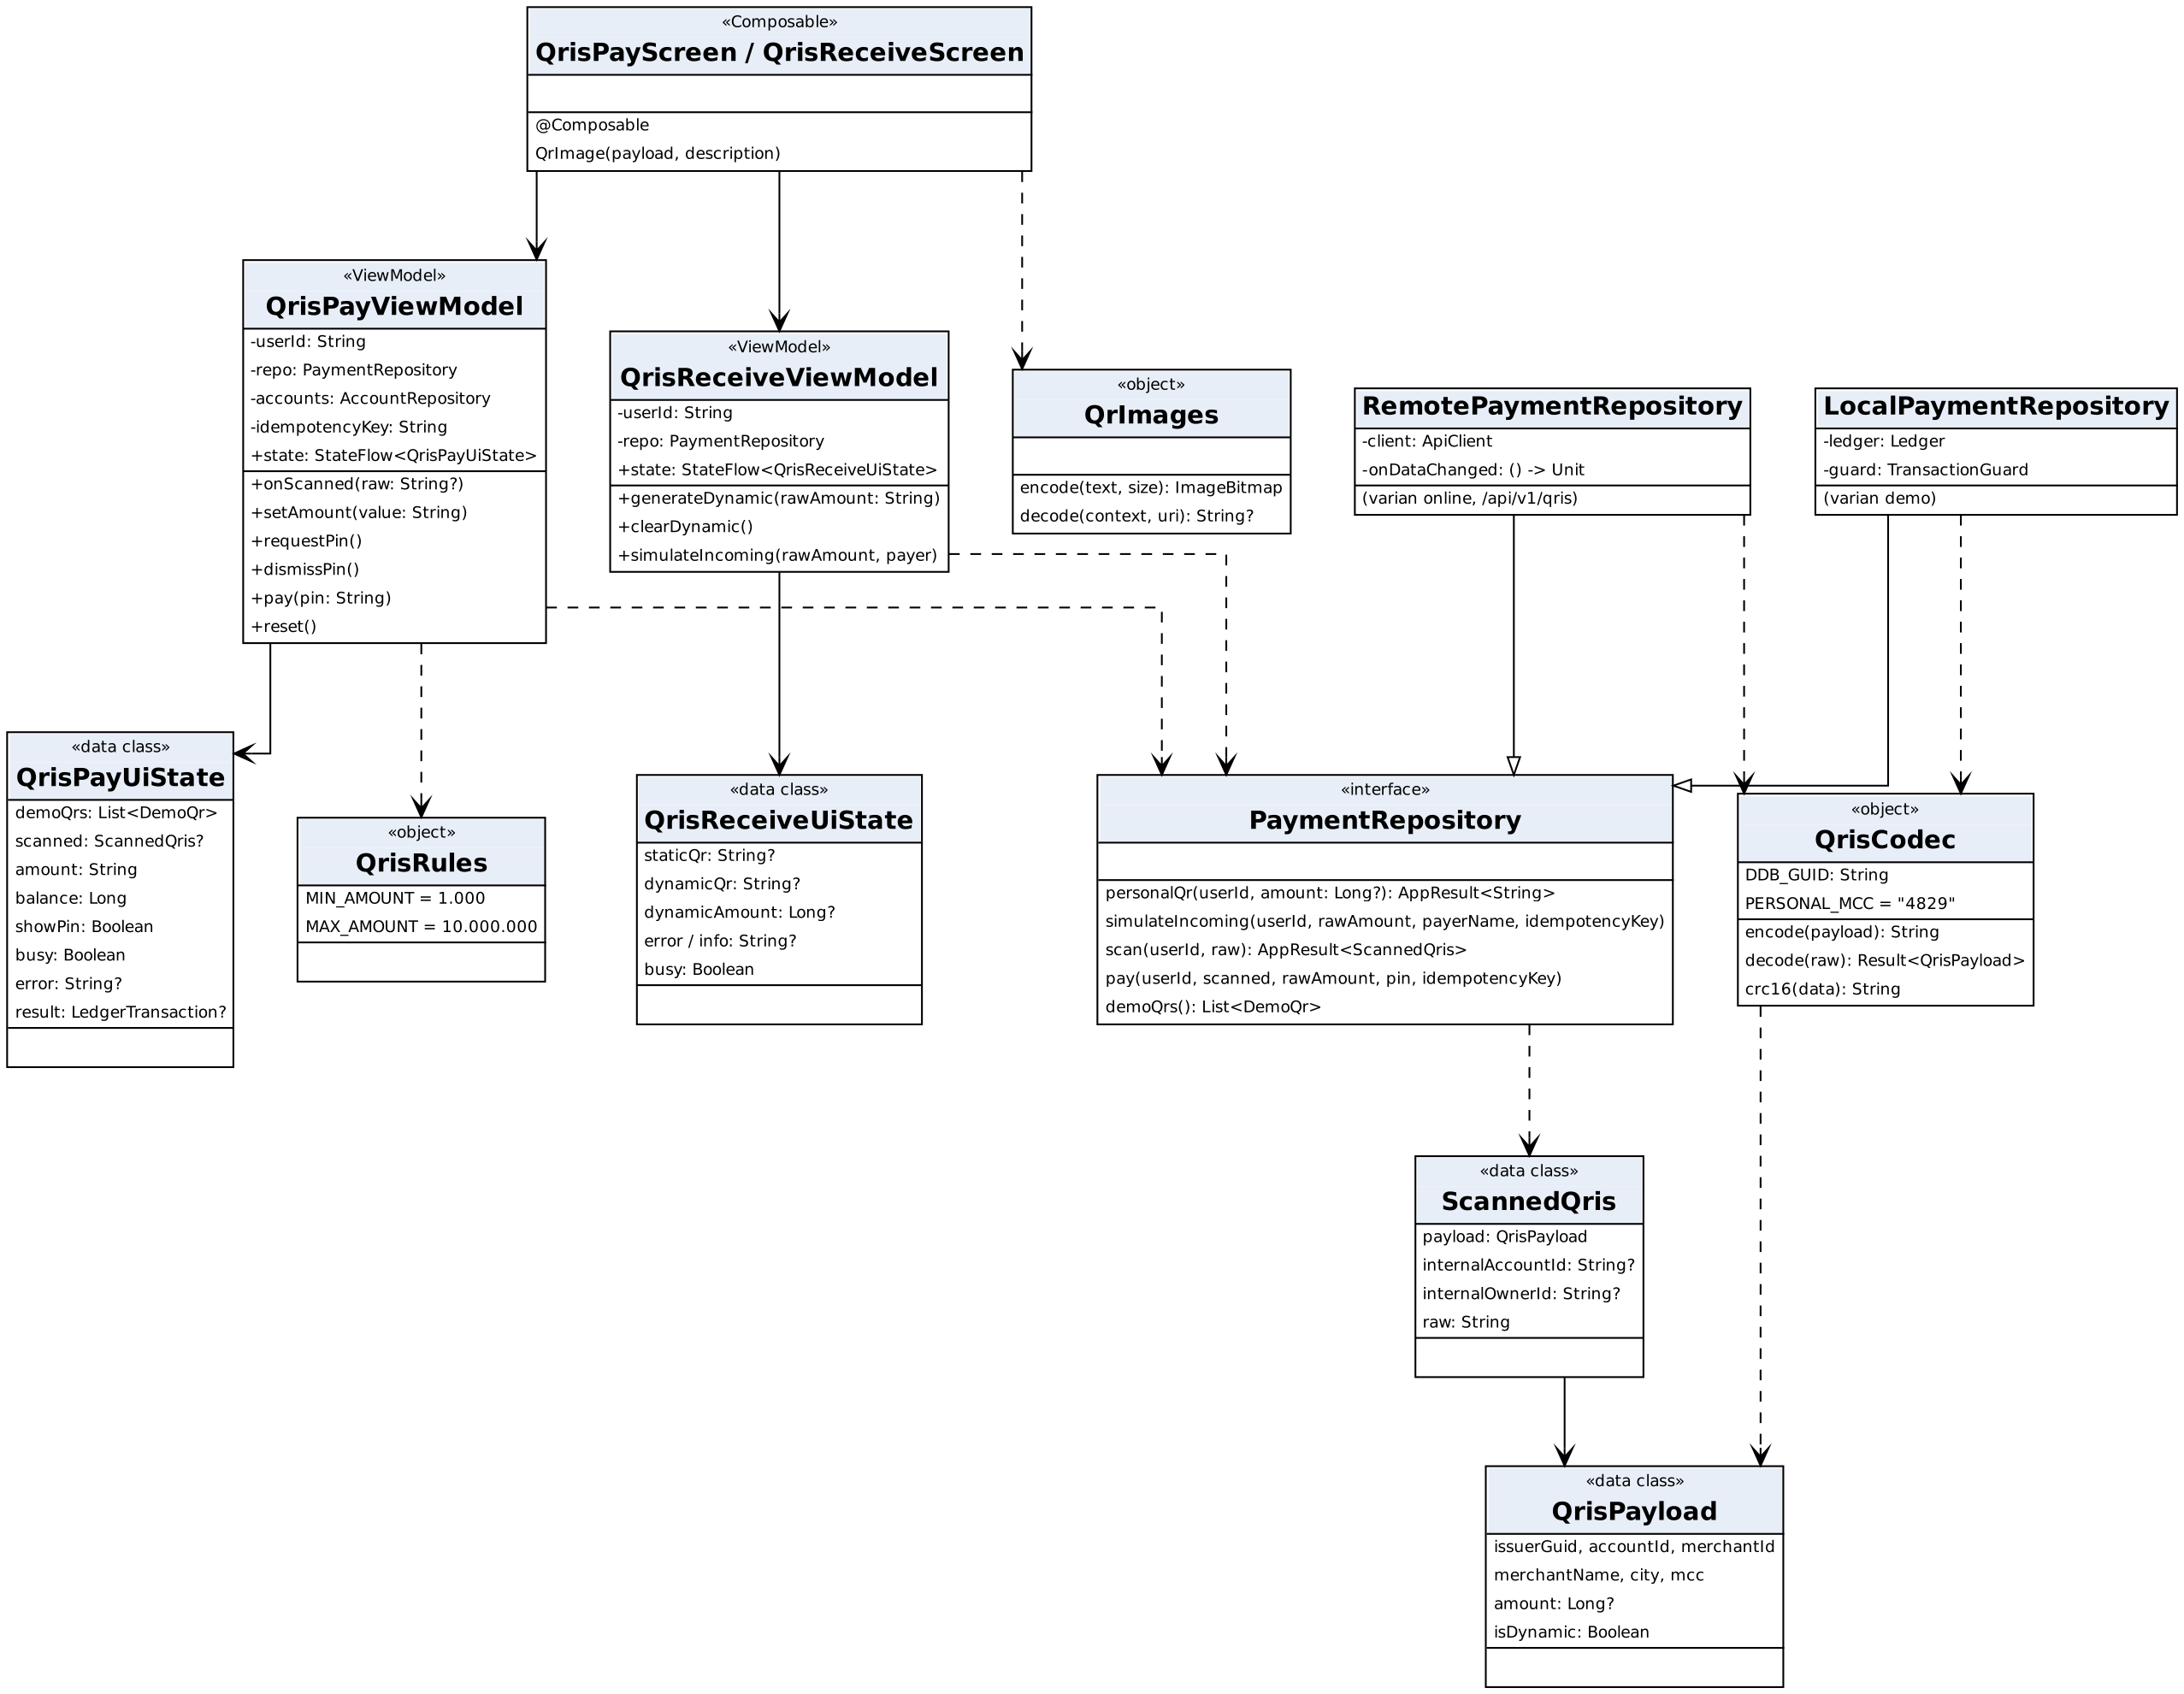 «Composable»
QrisPayScreen / QrisReceiveScreen
@Composable
QrImage(payload, description)
«ViewModel»
QrisPayViewModel
-userId: String
-repo: PaymentRepository
-accounts: AccountRepository
-idempotencyKey: String
+state: StateFlow<QrisPayUiState>
+onScanned(raw: String?)
+setAmount(value: String)
+requestPin()
+dismissPin()
+pay(pin: String)
+reset()
«ViewModel»
QrisReceiveViewModel
-userId: String
-repo: PaymentRepository
+state: StateFlow<QrisReceiveUiState>
+generateDynamic(rawAmount: String)
+clearDynamic()
+simulateIncoming(rawAmount, payer)
«object»
QrImages
encode(text, size): ImageBitmap
decode(context, uri): String?
RemotePaymentRepository
-client: ApiClient
-onDataChanged: () -> Unit
(varian online, /api/v1/qris)
LocalPaymentRepository
-ledger: Ledger
-guard: TransactionGuard
(varian demo)
«data class»
QrisPayUiState
demoQrs: List<DemoQr>
scanned: ScannedQris?
amount: String
balance: Long
showPin: Boolean
busy: Boolean
error: String?
result: LedgerTransaction?
«object»
QrisRules
MIN_AMOUNT = 1.000
MAX_AMOUNT = 10.000.000
«data class»
QrisReceiveUiState
staticQr: String?
dynamicQr: String?
dynamicAmount: Long?
error / info: String?
busy: Boolean
«interface»
PaymentRepository
personalQr(userId, amount: Long?): AppResult<String>
simulateIncoming(userId, rawAmount, payerName, idempotencyKey)
scan(userId, raw): AppResult<ScannedQris>
pay(userId, scanned, rawAmount, pin, idempotencyKey)
demoQrs(): List<DemoQr>
«object»
QrisCodec
DDB_GUID: String
PERSONAL_MCC = "4829"
encode(payload): String
decode(raw): Result<QrisPayload>
crc16(data): String
«data class»
ScannedQris
payload: QrisPayload
internalAccountId: String?
internalOwnerId: String?
raw: String
«data class»
QrisPayload
issuerGuid, accountId, merchantId
merchantName, city, mcc
amount: Long?
isDynamic: Boolean